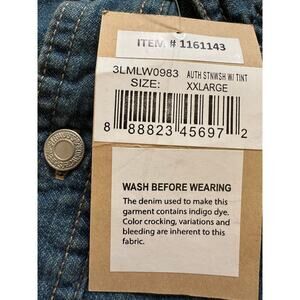 ITEM # 1161143
3LMLW0983 AUTH STNWSH W/ TINT
SIZE: XXLARGE
8 88823 45697 2
WASH BEFORE WEARING
The denim used to make this
garment contains indigo dye.
Color crocking, variations and
bleeding are inherent to this
fabric.